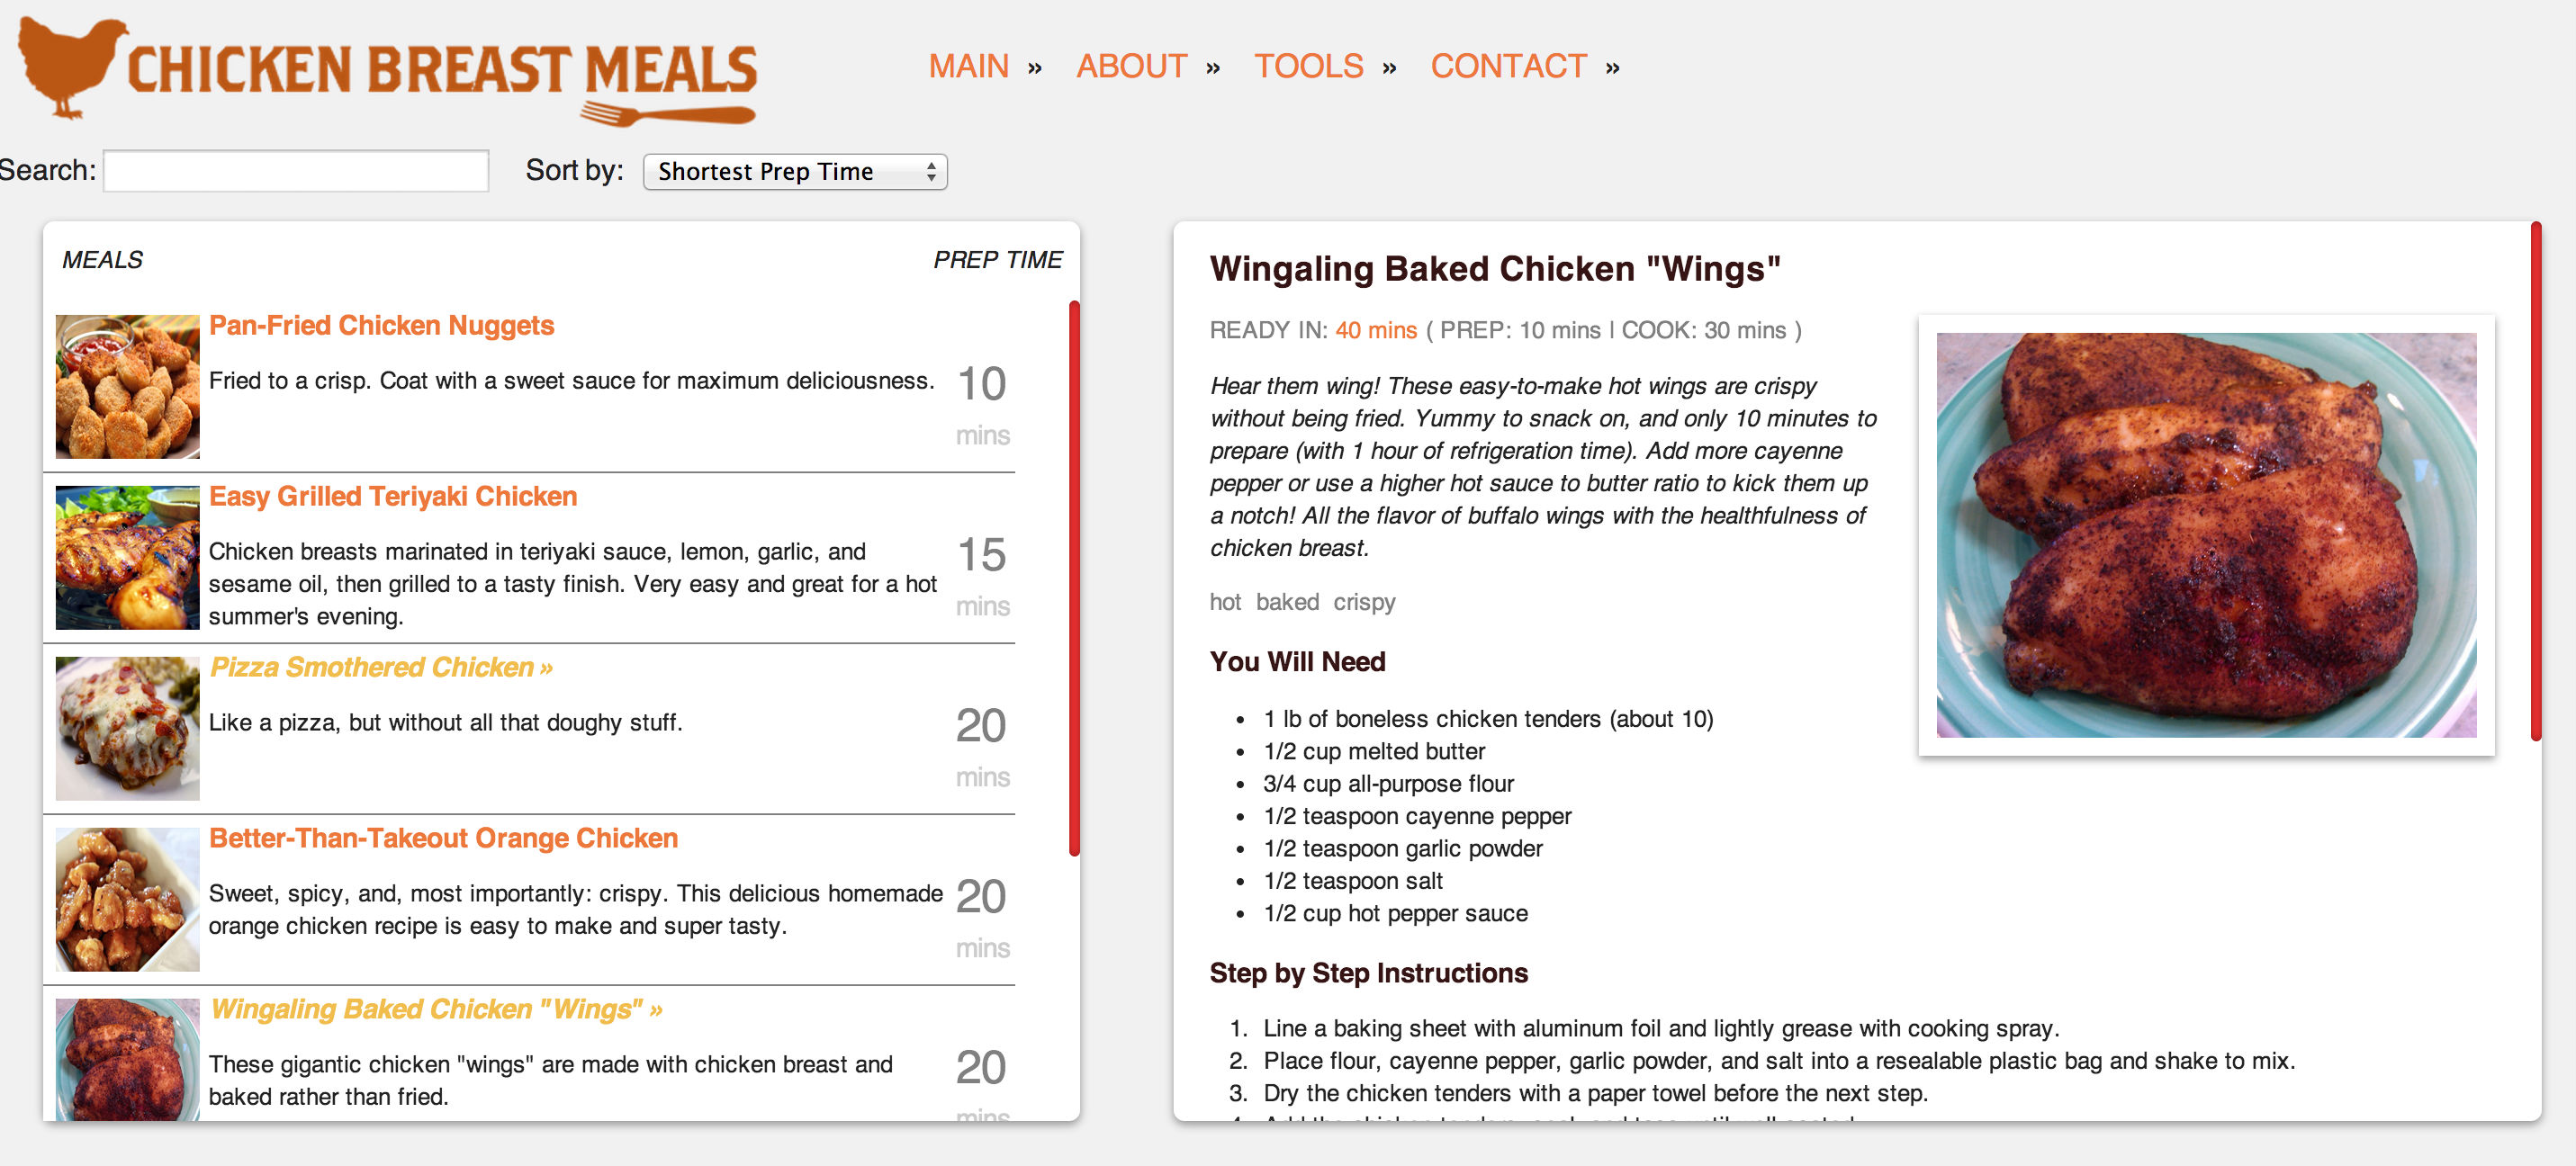 CHICKEN BREAST MEALS
MAIN » ABOUT » TOOLS » CONTACT »
Search: Sort by: Shortest Prep Time
MEALS PREP TIME
Pan-Fried Chicken Nuggets
Fried to a crisp. Coat with a sweet sauce for maximum deliciousness.
10
mins
Easy Grilled Teriyaki Chicken
Chicken breasts marinated in teriyaki sauce, lemon, garlic, and
sesame oil, then grilled to a tasty finish. Very easy and great for a hot
summer's evening.
15
mins
Pizza Smothered Chicken »
Like a pizza, but without all that doughy stuff.
20
mins
Better-Than-Takeout Orange Chicken
Sweet, spicy, and, most importantly: crispy. This delicious homemade
orange chicken recipe is easy to make and super tasty.
20
mins
Wingaling Baked Chicken "Wings" »
These gigantic chicken "wings" are made with chicken breast and
baked rather than fried.
20
mins
Wingaling Baked Chicken "Wings"
READY IN: 40 mins ( PREP: 10 mins | COOK: 30 mins )
Hear them wing! These easy-to-make hot wings are crispy
without being fried. Yummy to snack on, and only 10 minutes to
prepare (with 1 hour of refrigeration time). Add more cayenne
pepper or use a higher hot sauce to butter ratio to kick them up
a notch! All the flavor of buffalo wings with the healthfulness of
chicken breast.
hot baked crispy
You Will Need
• 1 lb of boneless chicken tenders (about 10)
• 1/2 cup melted butter
• 3/4 cup all-purpose flour
• 1/2 teaspoon cayenne pepper
• 1/2 teaspoon garlic powder
• 1/2 teaspoon salt
• 1/2 cup hot pepper sauce
Step by Step Instructions
1. Line a baking sheet with aluminum foil and lightly grease with cooking spray.
2. Place flour, cayenne pepper, garlic powder, and salt into a resealable plastic bag and shake to mix.
3. Dry the chicken tenders with a paper towel before the next step.